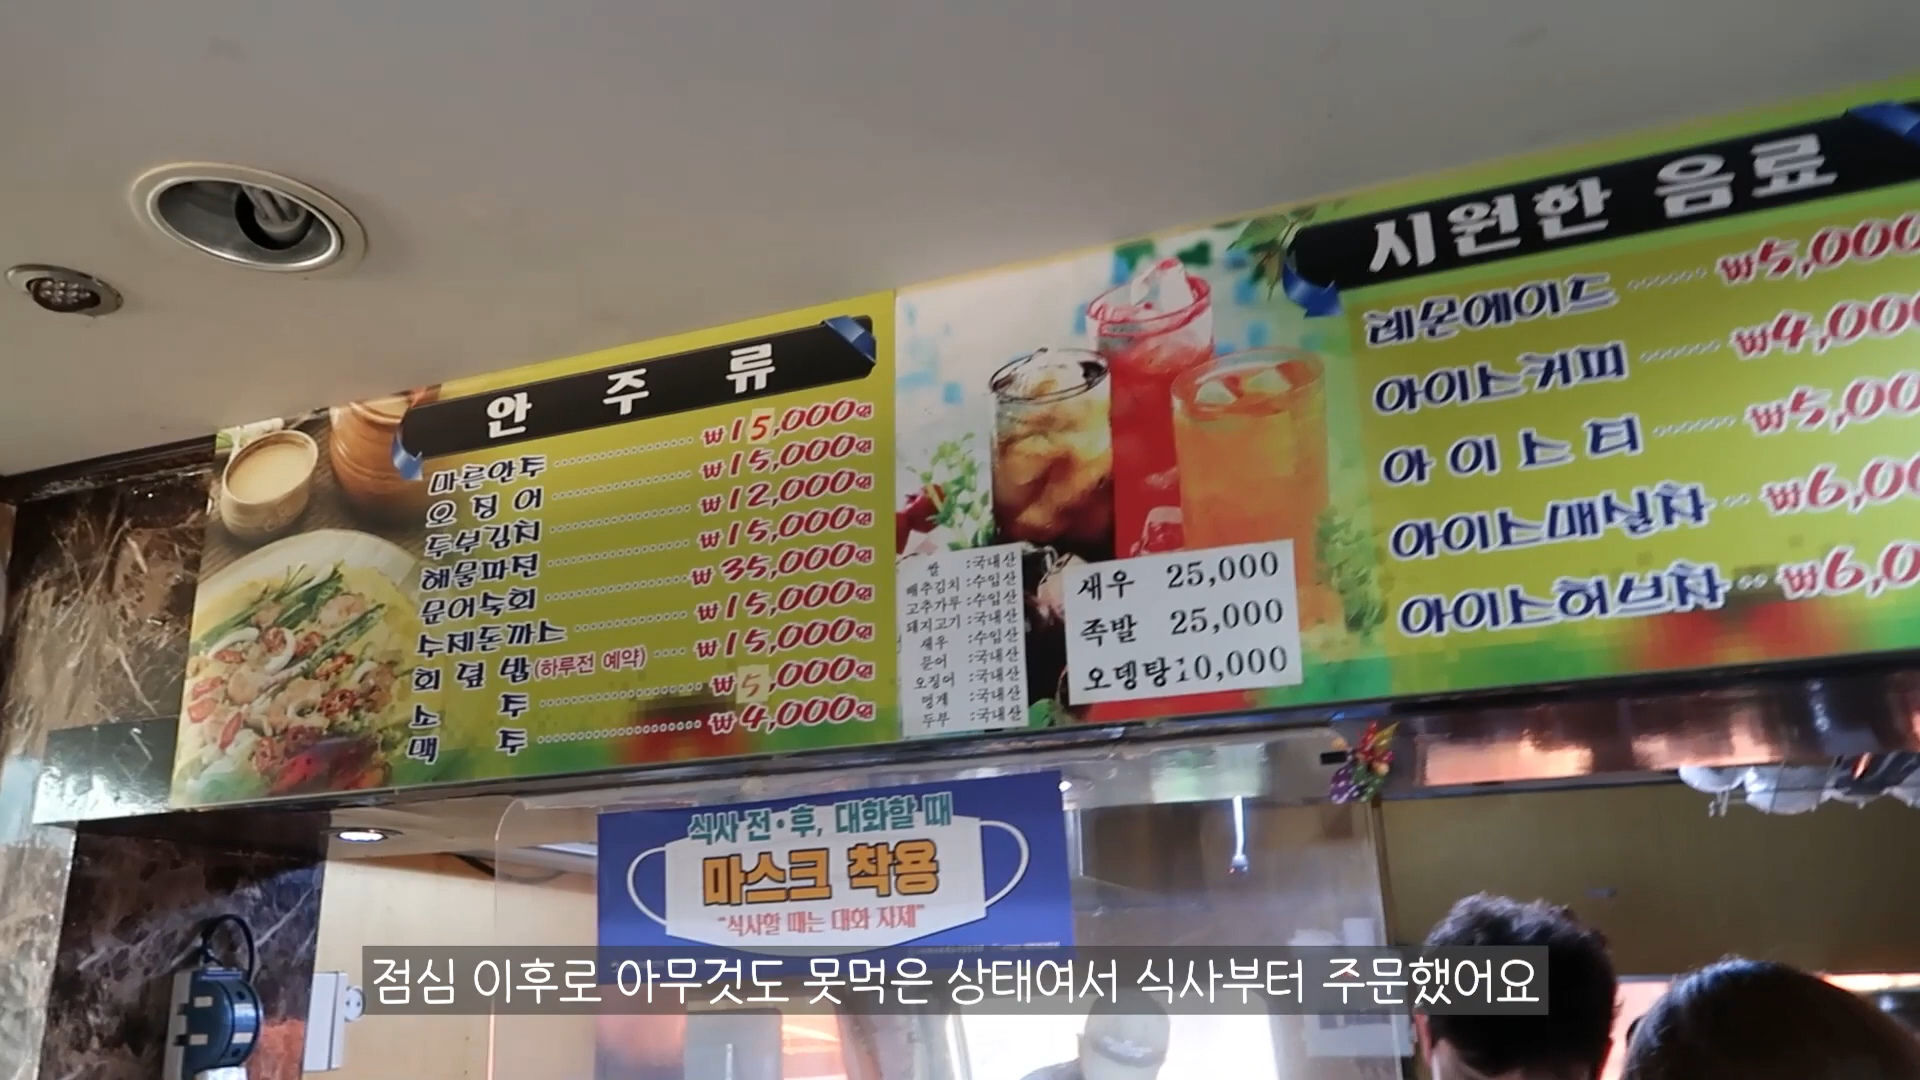 안 주 류
마른안주 ₩15,000원
오 징 어 ₩15,000원
두부김치 ₩12,000원
해물파전 ₩15,000원
문어숙회 ₩35,000원
수제돈까스 ₩15,000원
회 덮 밥(하루전 예약) ₩15,000원
소 주 ₩5,000원
맥 주 ₩4,000원
쌀 :국내산
배추김치 :수입산
고추가루 :수입산
돼지고기 :국내산
새우 :수입산
문어 :국내산
오징어 :국내산
멍게 :국내산
두부 :국내산
새우 25,000
족발 25,000
오뎅탕10,000
시원한 음료
레몬에이드 ₩5,000
아이스커피 ₩4,000
아 이 스 티 ₩5,00
아이스매실차 ₩6,00
아이스허브차 ₩6,0
식사 전·후, 대화할 때
마스크 착용
"식사할 때는 대화 자제"
점심 이후로 아무것도 못먹은 상태여서 식사부터 주문했어요